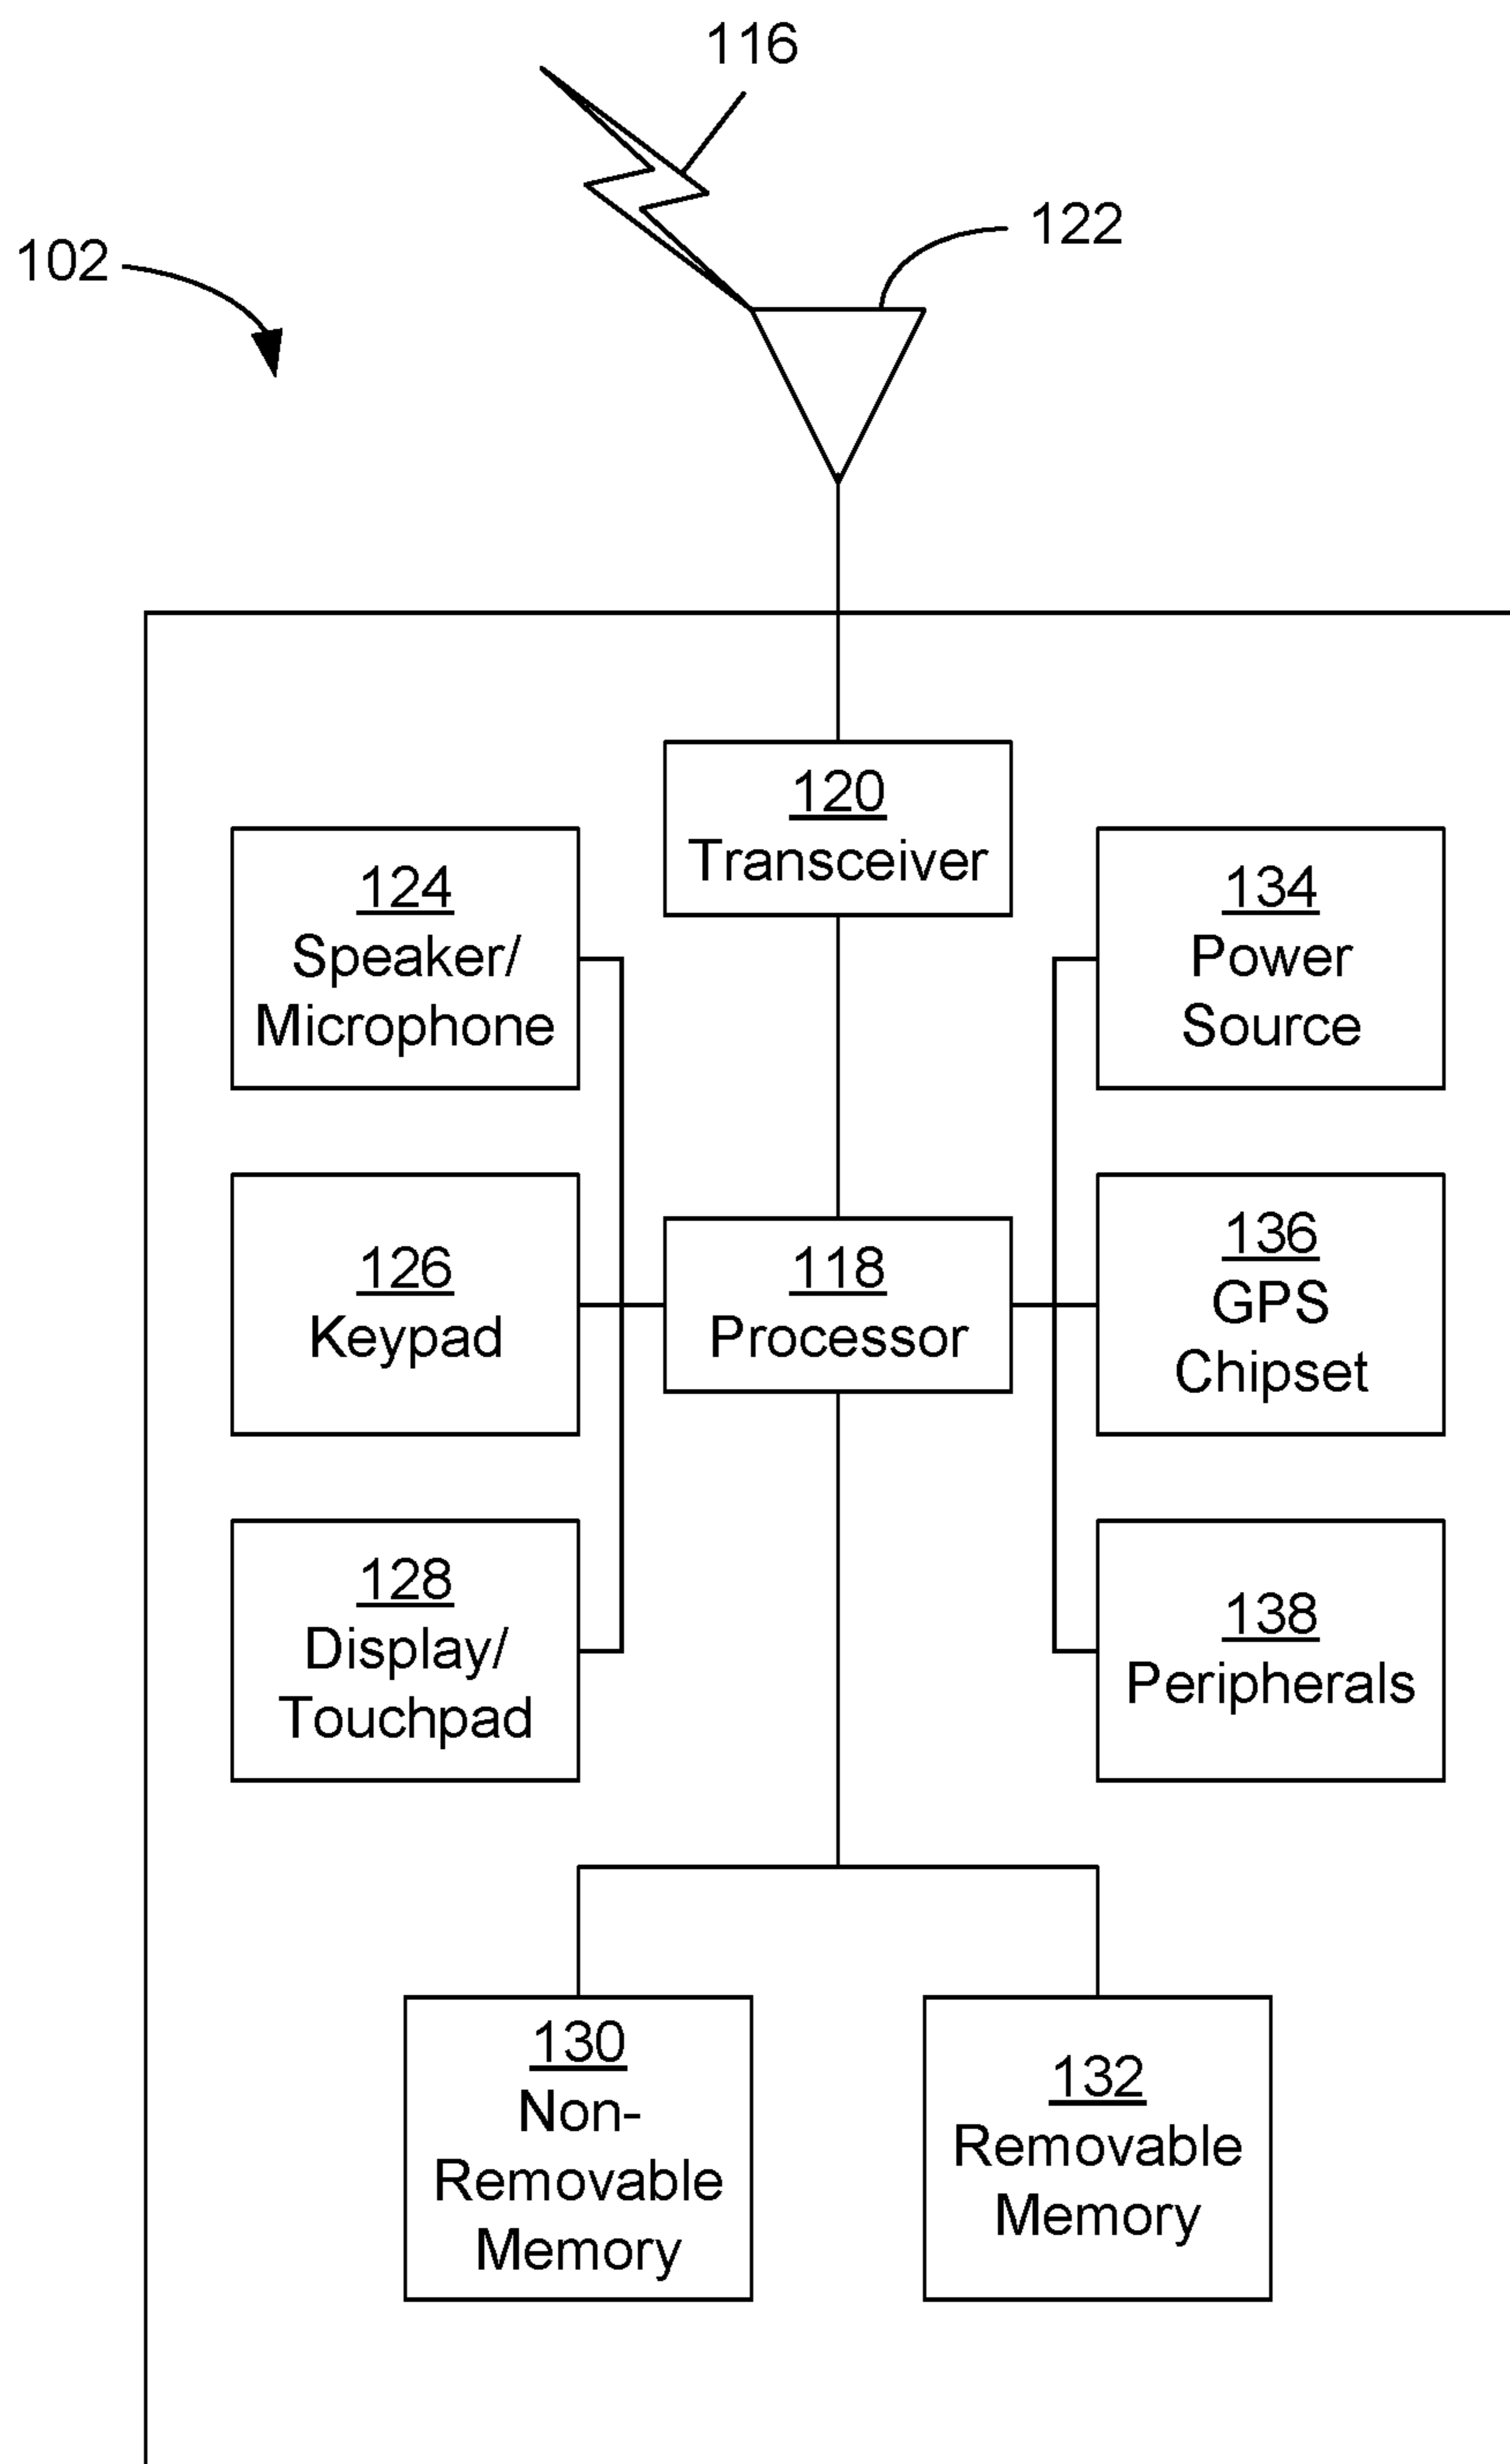 116
122
102
120
Transceiver
124
Speaker/
Microphone
134
Power
Source
126
Keypad
118
Processor
136
GPS
Chipset
128
Display/
Touchpad
138
Peripherals
130
Non-
Removable
Memory
132
Removable
Memory